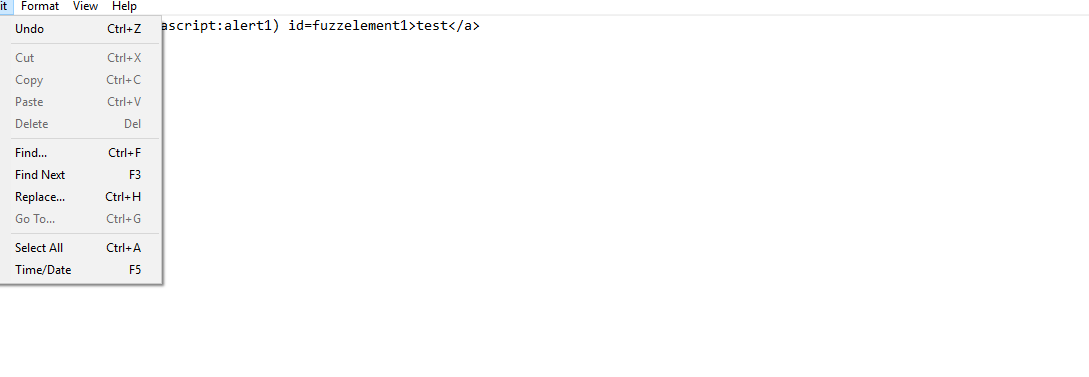 it Format View Help
ascript:alert1) id=fuzzelement1>test</a>
Undo Ctrl+Z
Cut Ctrl+X
Copy Ctrl+C
Paste Ctrl+V
Delete Del
Find... Ctrl+F
Find Next F3
Replace... Ctrl+H
Go To... Ctrl+G
Select All Ctrl+A
Time/Date F5